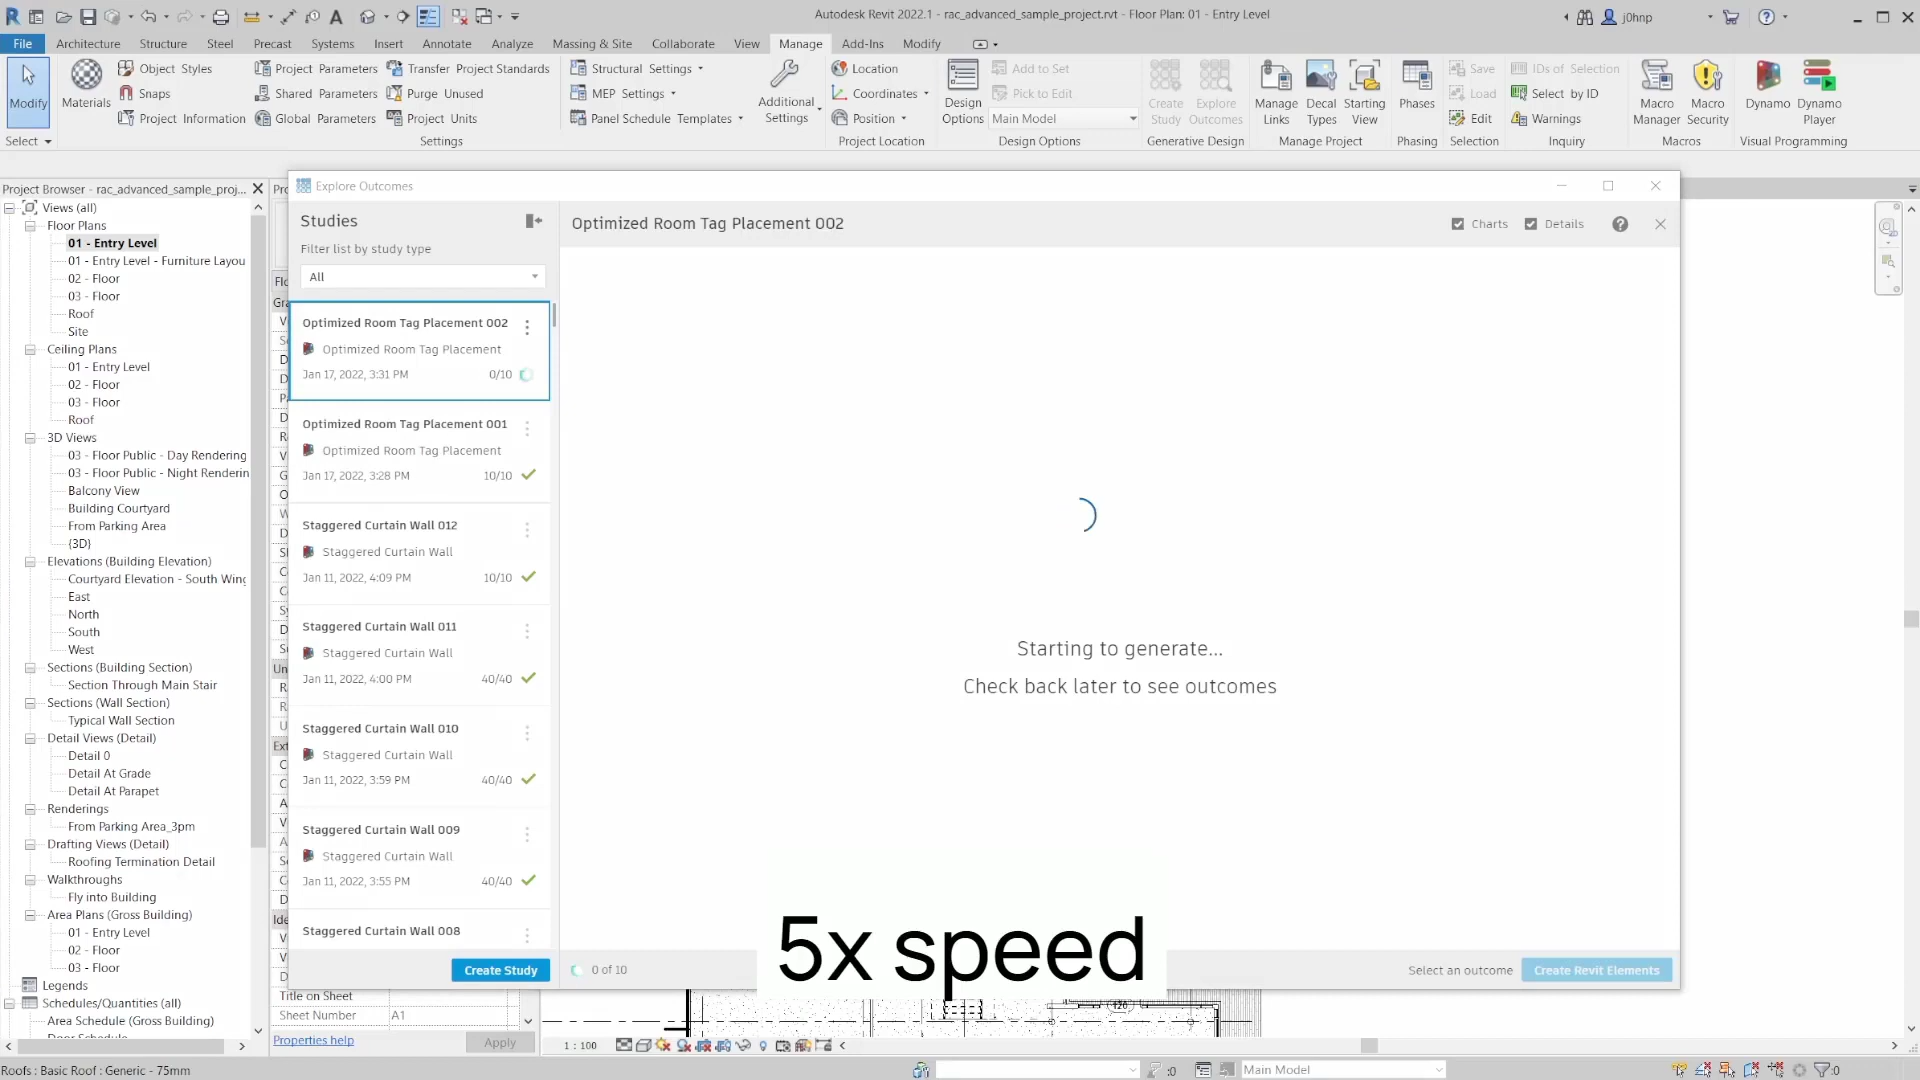 Autodesk Revit 2022.1 - rac_advanced_sample_project.rvt - Floor Plan: 01 - Entry Level
j0hnp
File Architecture Structure Steel Precast Systems Insert Annotate Analyze Massing & Site Collaborate View Manage Add-Ins Modify
Modify
Select
Materials
Object Styles
Snaps
Project Information
Project Parameters
Shared Parameters
Global Parameters
Transfer Project Standards
Purge Unused
Project Units
Structural Settings
MEP Settings
Panel Schedule Templates
Additional Settings
Settings
Location
Coordinates
Position
Project Location
Design Options
Add to Set
Pick to Edit
Main Model
Design Options
Create Study
Explore Outcomes
Generative Design
Manage Links
Decal Types
Starting View
Manage Project
Phases
Phasing
Save
Load
Edit
Selection
IDs of Selection
Select by ID
Warnings
Inquiry
Macro Manager
Macro Security
Macros
Dynamo
Dynamo Player
Visual Programming
Project Browser - rac_advanced_sample_proj...
Views (all)
Floor Plans
01 - Entry Level
01 - Entry Level - Furniture Layou
02 - Floor
03 - Floor
Roof
Site
Ceiling Plans
01 - Entry Level
02 - Floor
03 - Floor
Roof
3D Views
03 - Floor Public - Day Rendering
03 - Floor Public - Night Renderin
Balcony View
Building Courtyard
From Parking Area
{3D}
Elevations (Building Elevation)
Courtyard Elevation - South Wing
East
North
South
West
Sections (Building Section)
Section Through Main Stair
Sections (Wall Section)
Typical Wall Section
Detail Views (Detail)
Detail 0
Detail At Grade
Detail At Parapet
Renderings
From Parking Area_3pm
Drafting Views (Detail)
Roofing Termination Detail
Walkthroughs
Fly into Building
Area Plans (Gross Building)
01 - Entry Level
02 - Floor
03 - Floor
Legends
Schedules/Quantities (all)
Area Schedule (Gross Building)
Explore Outcomes
Studies
Filter list by study type
All
Optimized Room Tag Placement 002
Optimized Room Tag Placement
Jan 17, 2022, 3:31 PM 0/10
Optimized Room Tag Placement 001
Optimized Room Tag Placement
Jan 17, 2022, 3:28 PM 10/10
Staggered Curtain Wall 012
Staggered Curtain Wall
Jan 11, 2022, 4:09 PM 10/10
Staggered Curtain Wall 011
Staggered Curtain Wall
Jan 11, 2022, 4:00 PM 40/40
Staggered Curtain Wall 010
Staggered Curtain Wall
Jan 11, 2022, 3:59 PM 40/40
Staggered Curtain Wall 009
Staggered Curtain Wall
Jan 11, 2022, 3:55 PM 40/40
Staggered Curtain Wall 008
Create Study
Optimized Room Tag Placement 002
Charts Details
Starting to generate...
Check back later to see outcomes
0 of 10
5x speed
Select an outcome
Create Revit Elements
Title on Sheet
Sheet Number A1
Properties help
Apply
1 : 100
Roofs : Basic Roof : Generic - 75mm
:0
Main Model
:0